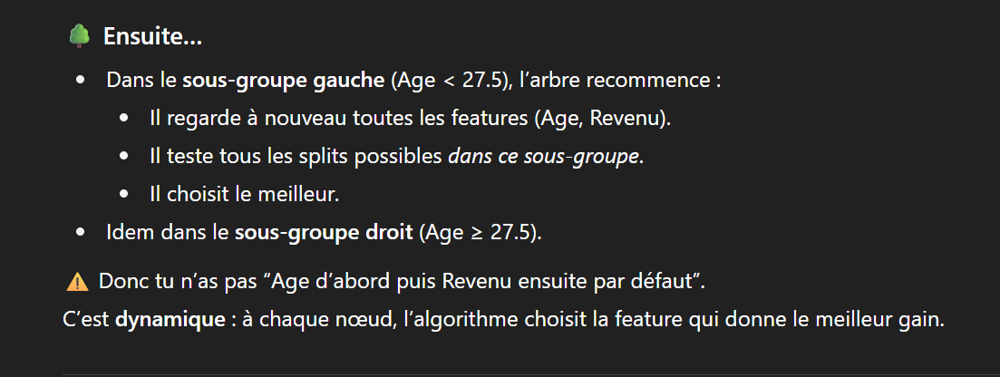 🌳 Ensuite…
• Dans le sous-groupe gauche (Age < 27.5), l’arbre recommence :
• Il regarde à nouveau toutes les features (Age, Revenu).
• Il teste tous les splits possibles dans ce sous-groupe.
• Il choisit le meilleur.
• Idem dans le sous-groupe droit (Age ≥ 27.5).
⚠️ Donc tu n’as pas “Age d’abord puis Revenu ensuite par défaut”.
C’est dynamique : à chaque nœud, l’algorithme choisit la feature qui donne le meilleur gain.